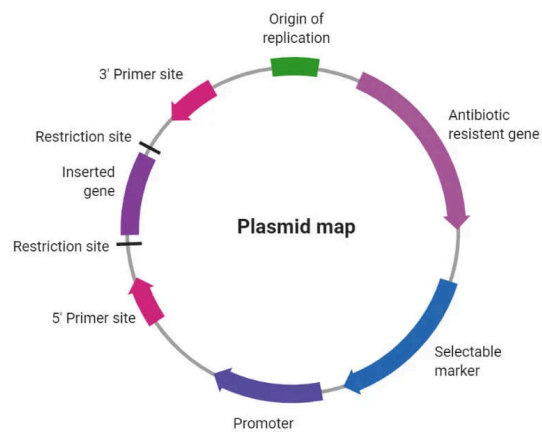 Origin of
replication
3' Primer site
Antibiotic
resistent gene
Restriction site
Inserted
gene
Plasmid map
Restriction site
5' Primer site
Selectable
marker
Promoter